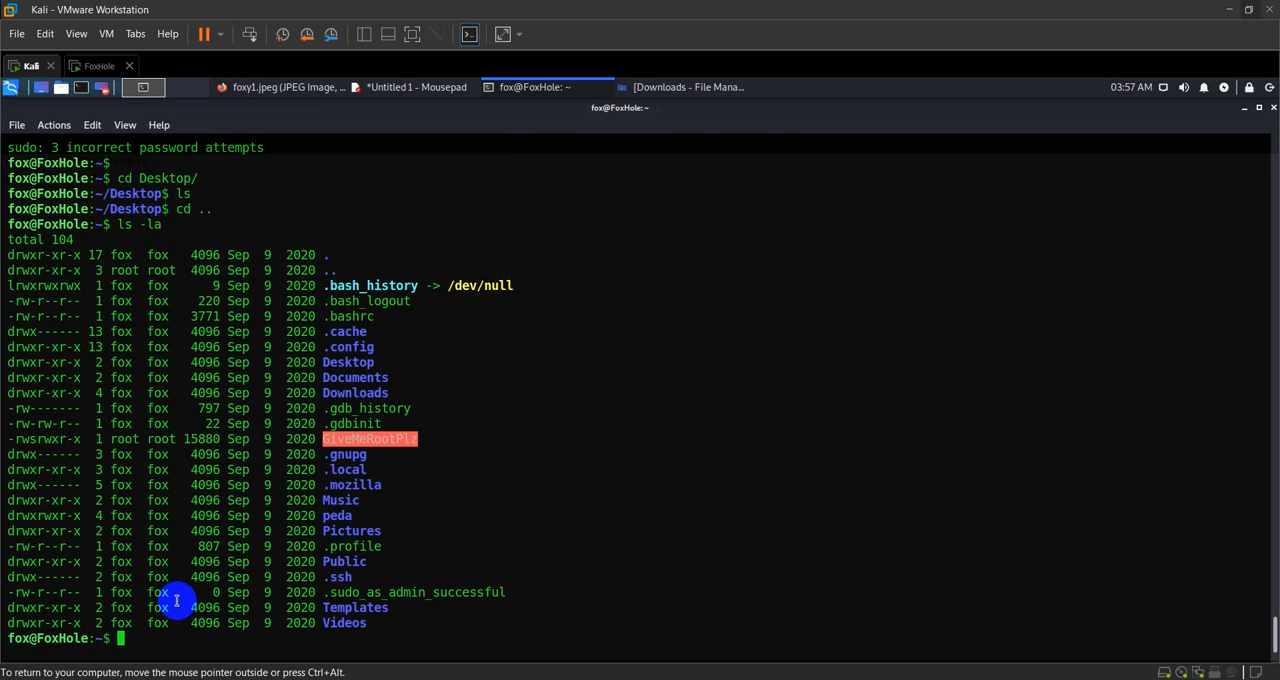 Kali - VMware Workstation
File Edit View VM Tabs Help
Kali FoxHole
foxy1.jpeg (JPEG Image, ... *Untitled 1 - Mousepad fox@FoxHole: ~ [Downloads - File Mana... 03:57 AM
fox@FoxHole: ~
File Actions Edit View Help
sudo: 3 incorrect password attempts
fox@FoxHole:~$
fox@FoxHole:~$ cd Desktop/
fox@FoxHole:~/Desktop$ ls
fox@FoxHole:~/Desktop$ cd ..
fox@FoxHole:~$ ls -la
total 104
drwxr-xr-x 17 fox fox 4096 Sep 9 2020 .
drwxr-xr-x 3 root root 4096 Sep 9 2020 ..
lrwxrwxrwx 1 fox fox 9 Sep 9 2020 .bash_history -> /dev/null
-rw-r--r-- 1 fox fox 220 Sep 9 2020 .bash_logout
-rw-r--r-- 1 fox fox 3771 Sep 9 2020 .bashrc
drwx------ 13 fox fox 4096 Sep 9 2020 .cache
drwxr-xr-x 13 fox fox 4096 Sep 9 2020 .config
drwxr-xr-x 2 fox fox 4096 Sep 9 2020 Desktop
drwxr-xr-x 2 fox fox 4096 Sep 9 2020 Documents
drwxr-xr-x 4 fox fox 4096 Sep 9 2020 Downloads
-rw------- 1 fox fox 797 Sep 9 2020 .gdb_history
-rw-rw-r-- 1 fox fox 22 Sep 9 2020 .gdbinit
-rwsrwxr-x 1 root root 15880 Sep 9 2020 GiveMeRootPlz
drwx------ 3 fox fox 4096 Sep 9 2020 .gnupg
drwxr-xr-x 3 fox fox 4096 Sep 9 2020 .local
drwx------ 5 fox fox 4096 Sep 9 2020 .mozilla
drwxr-xr-x 2 fox fox 4096 Sep 9 2020 Music
drwxrwxr-x 4 fox fox 4096 Sep 9 2020 peda
drwxr-xr-x 2 fox fox 4096 Sep 9 2020 Pictures
-rw-r--r-- 1 fox fox 807 Sep 9 2020 .profile
drwxr-xr-x 2 fox fox 4096 Sep 9 2020 Public
drwx------ 2 fox fox 4096 Sep 9 2020 .ssh
-rw-r--r-- 1 fox fox 0 Sep 9 2020 .sudo_as_admin_successful
drwxr-xr-x 2 fox fox 4096 Sep 9 2020 Templates
drwxr-xr-x 2 fox fox 4096 Sep 9 2020 Videos
fox@FoxHole:~$
To return to your computer, move the mouse pointer outside or press Ctrl+Alt.